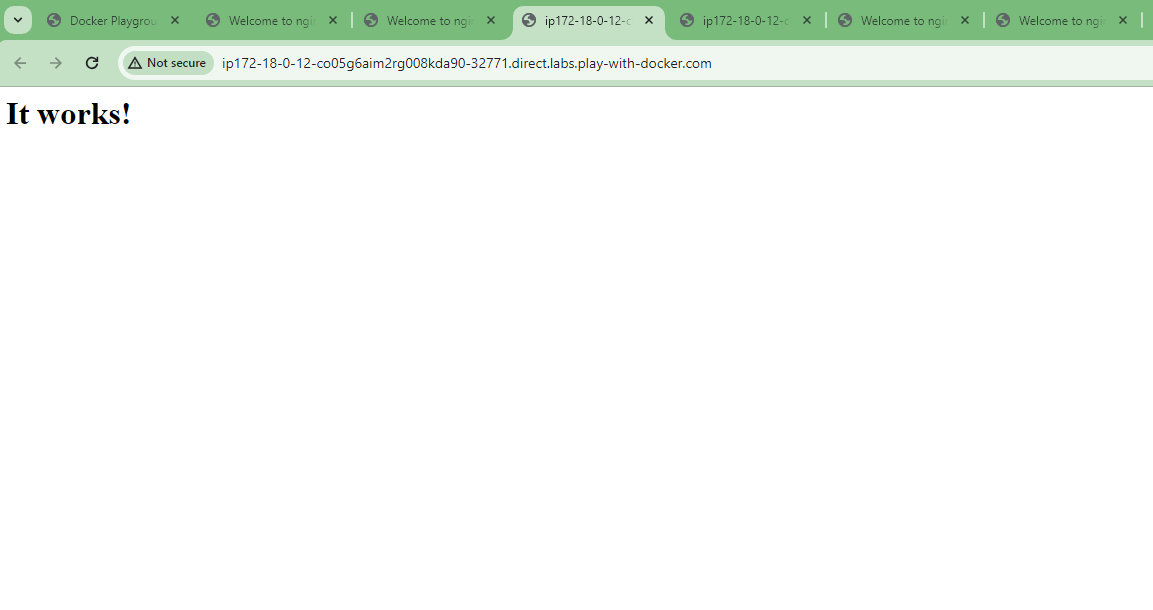 Docker Playgrou
Welcome to ngi
Welcome to ngi
ip172-18-0-12-c
ip172-18-0-12-c
Welcome to ngi
Welcome to ngi
Not secure
ip172-18-0-12-co05g6aim2rg008kda90-32771.direct.labs.play-with-docker.com
It works!